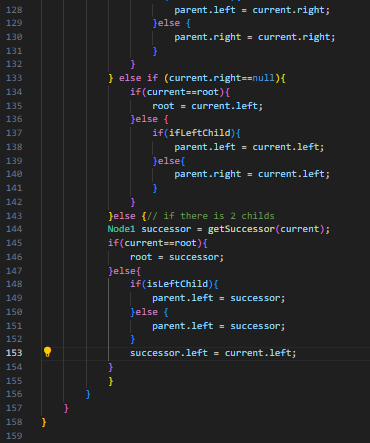 128 parent.left = current.right;
129 }else {
130 parent.right = current.right;
131 }
132 }
133 } else if (current.right==null){
134 if(current==root){
135 root = current.left;
136 }else {
137 if(ifLeftChild){
138 parent.left = current.left;
139 }else{
140 parent.right = current.left;
141 }
142 }
143 }else {// if there is 2 childs
144 Node1 successor = getSuccessor(current);
145 if(current==root){
146 root = successor;
147 }else{
148 if(isLeftChild){
149 parent.left = successor;
150 }else {
151 parent.left = successor;
152 }
153 successor.left = current.left;
154 }
155 }
156 }
157 }
158 }
159